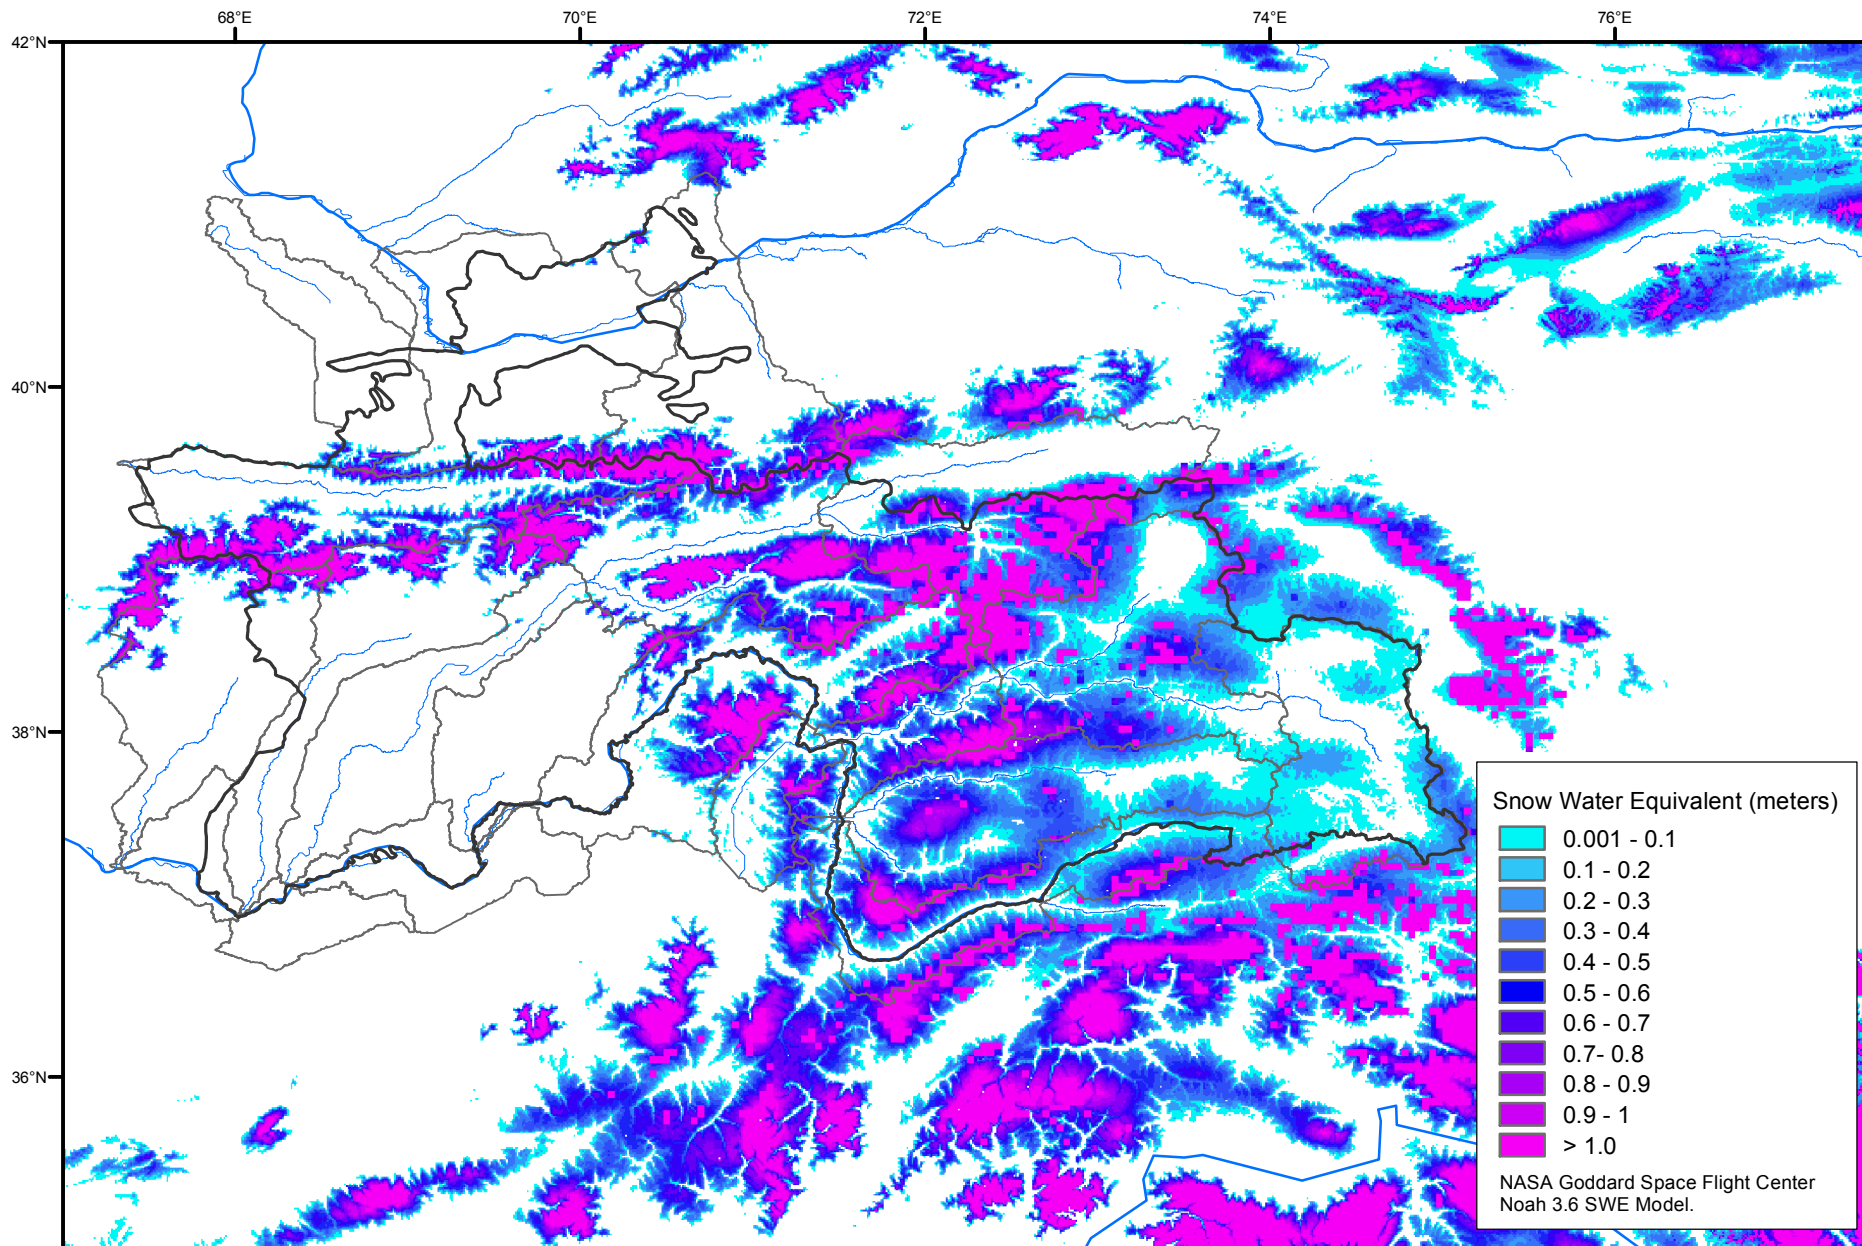 68°E 70°E 72°E 74°E 76°E
42°N
40°N
38°N
36°N
Snow Water Equivalent (meters)
0.001 - 0.1
0.1 - 0.2
0.2 - 0.3
0.3 - 0.4
0.4 - 0.5
0.5 - 0.6
0.6 - 0.7
0.7- 0.8
0.8 - 0.9
0.9 - 1
> 1.0
NASA Goddard Space Flight Center
Noah 3.6 SWE Model.